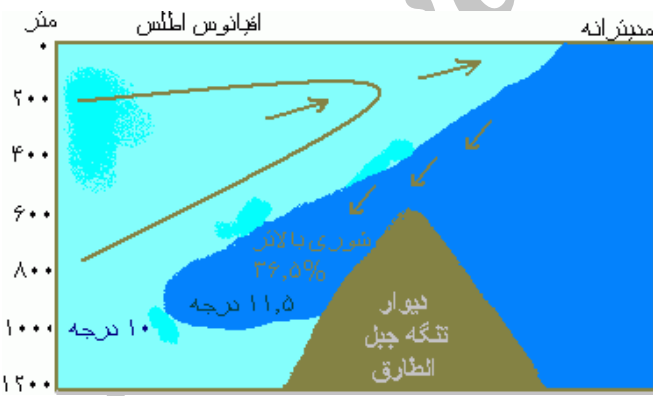 متر
اقیانوس اطلس
مدیترانه
۰
۲۰۰
۴۰۰
۶۰۰
۸۰۰
۱۰۰۰
۱۲۰۰
شوری بالاتر
۳۶,۵%
۱۱,۵ درجه
۱۰ درجه
دیوار
تنگه جبل
الطارق